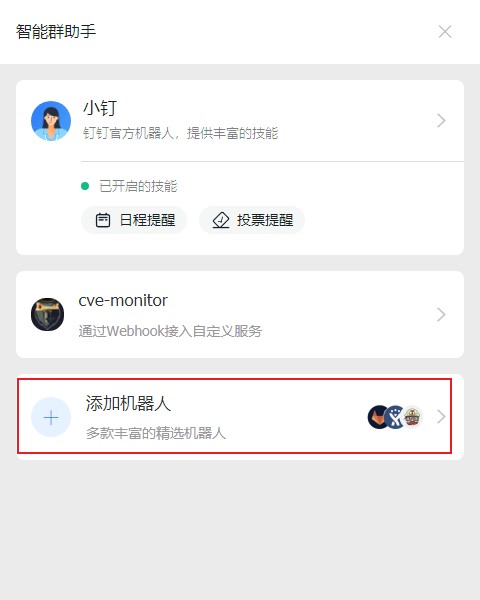 智能群助手
小钉
钉钉官方机器人，提供丰富的技能
已开启的技能
日程提醒 投票提醒
cve-monitor
通过Webhook接入自定义服务
添加机器人
多款丰富的精选机器人